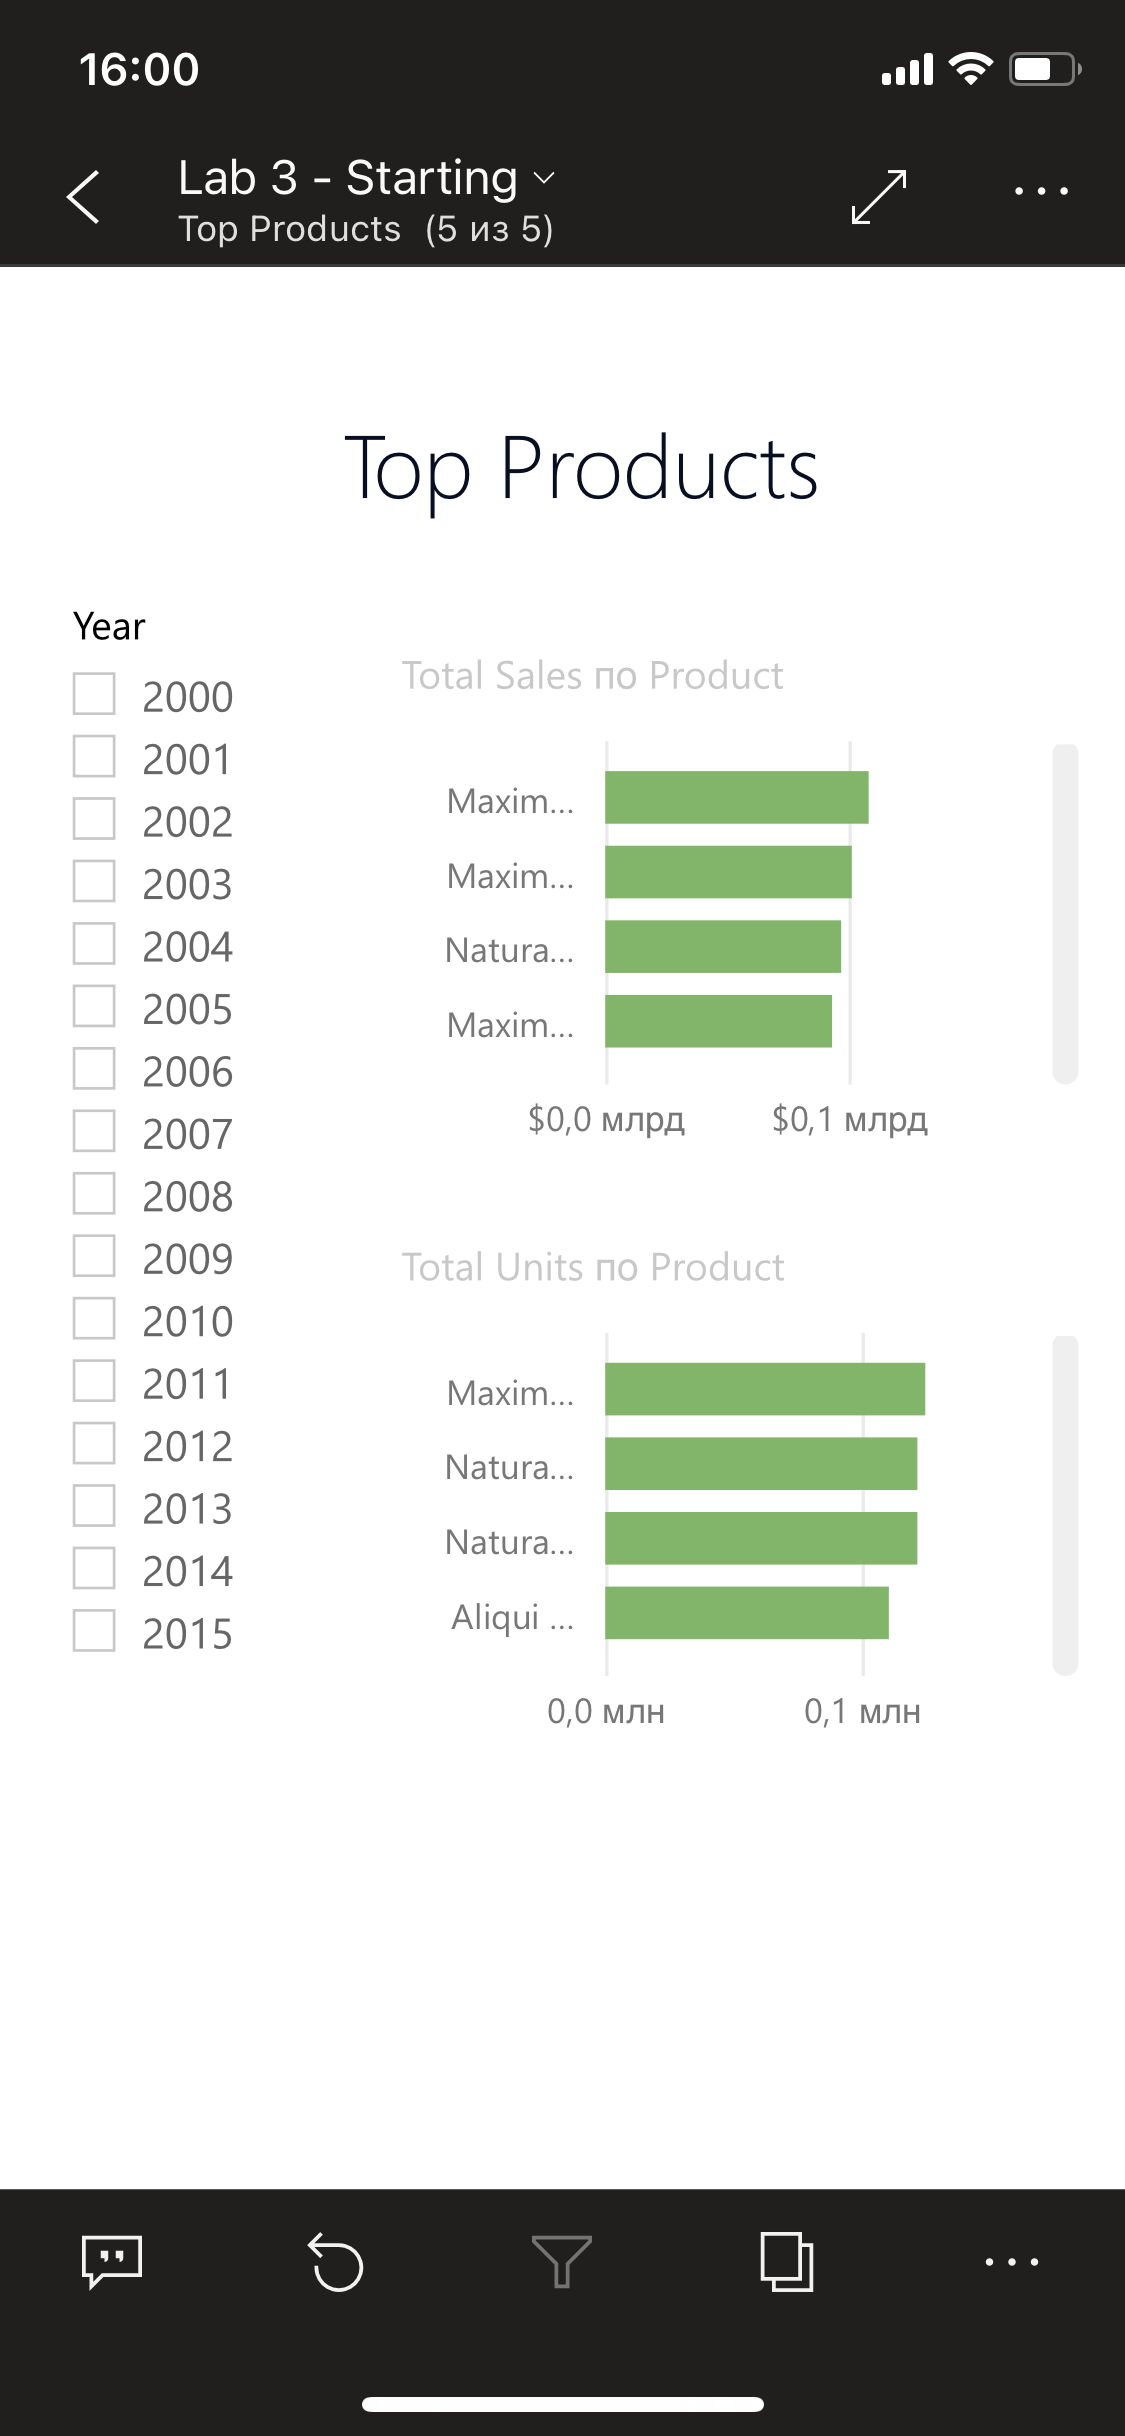 16:00
Lab 3 - Starting
Top Products (5 из 5)
Top Products
Year
2000
2001
2002
2003
2004
2005
2006
2007
2008
2009
2010
2011
2012
2013
2014
2015
Total Sales по Product
Maxim...
Maxim...
Natura...
Maxim...
$0,0 млрд $0,1 млрд
Total Units по Product
Maxim...
Natura...
Natura...
Aliqui ...
0,0 млн 0,1 млн